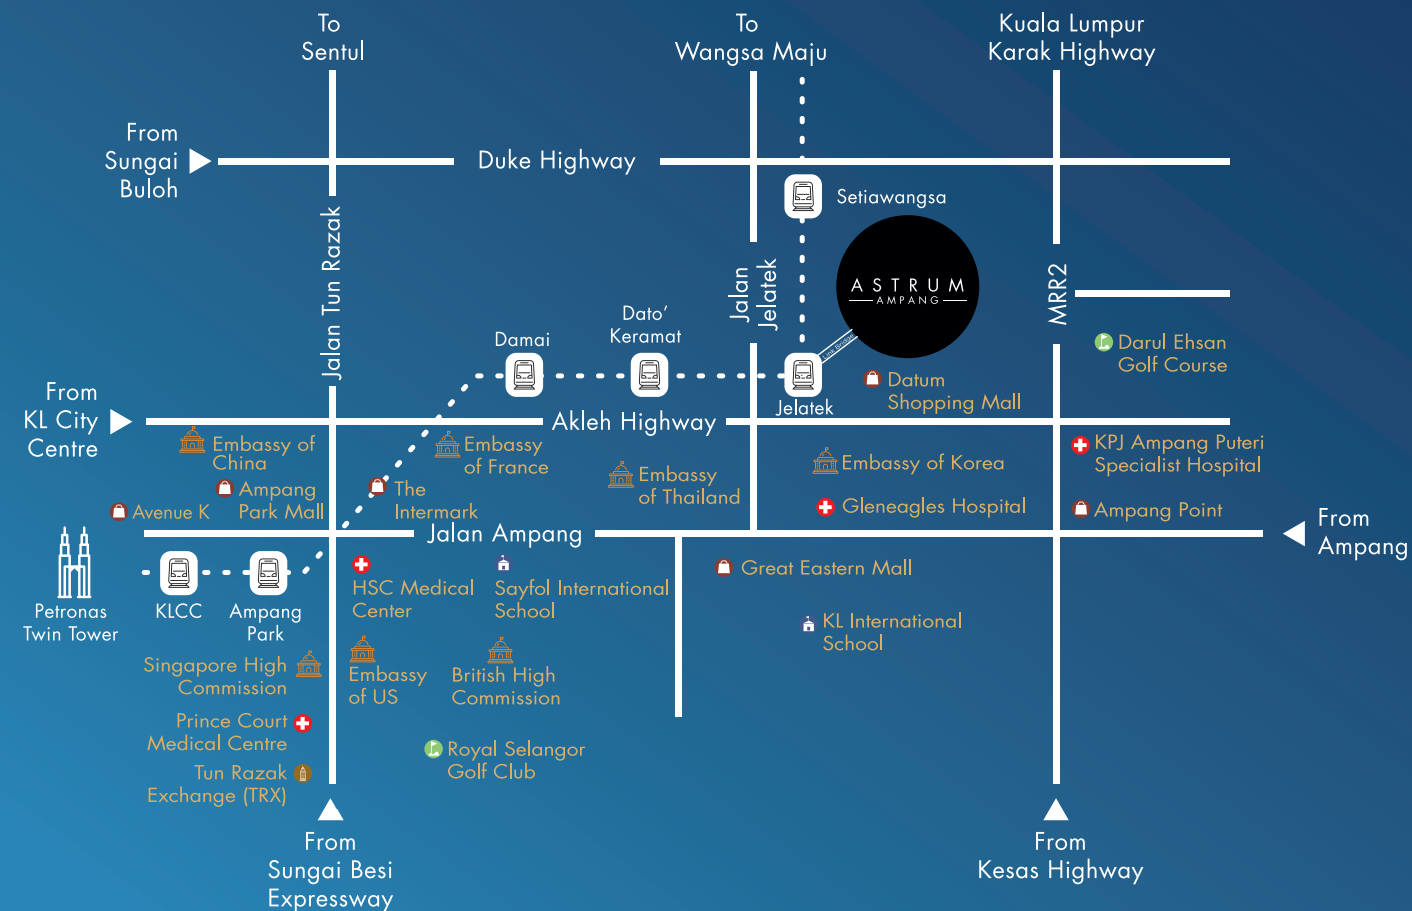 To
Sentul
To
Wangsa Maju
Kuala Lumpur
Karak Highway
From
Sungai
Buloh
Duke Highway
Setiawangsa
Jalan Tun Razak
Jalan
Jelatek
MRR2
ASTRUM
AMPANG
Link Bridge
Dato'
Keramat
Damai
Darul Ehsan
Golf Course
Datum
Shopping Mall
Jelatek
From
KL City
Centre
Akleh Highway
Embassy of
China
Embassy
of France
Embassy
of Thailand
Embassy of Korea
KPJ Ampang Puteri
Specialist Hospital
Ampang
Park Mall
Avenue K
The
Intermark
Gleneagles Hospital
Ampang Point
Jalan Ampang
From
Ampang
Petronas
Twin Tower
KLCC
Ampang
Park
HSC Medical
Center
Sayfol International
School
Great Eastern Mall
KL International
School
Singapore High
Commission
Embassy
of US
British High
Commission
Prince Court
Medical Centre
Tun Razak
Exchange (TRX)
Royal Selangor
Golf Club
From
Sungai Besi
Expressway
From
Kesas Highway